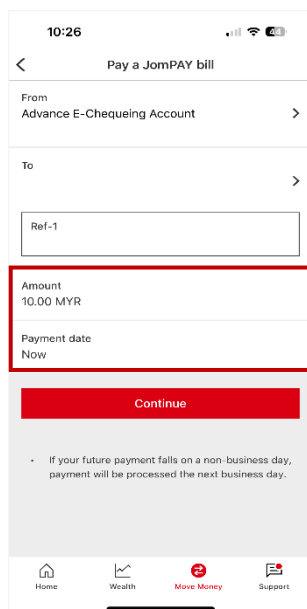 10:26
44
Pay a JomPAY bill
From
Advance E-Chequeing Account
To
Ref-1
Amount
10.00 MYR
Payment date
Now
Continue
- If your future payment falls on a non-business day,
payment will be processed the next business day.
Home Wealth Move Money Support